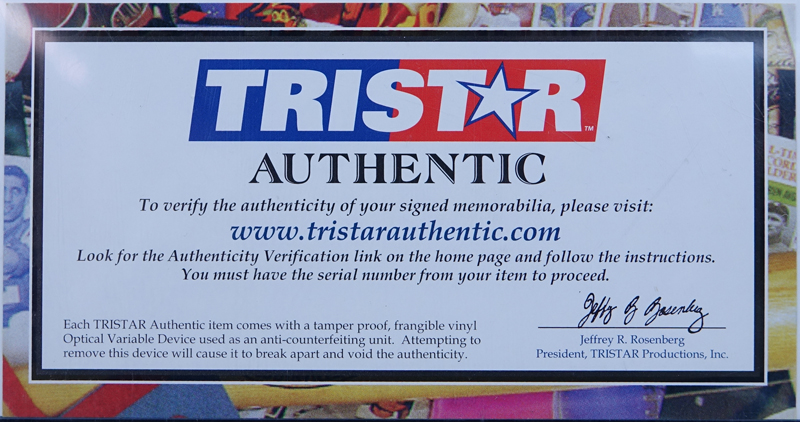 TRISTAR™
AUTHENTIC
To verify the authenticity of your signed memorabilia, please visit:
www.tristarauthentic.com
Look for the Authenticity Verification link on the home page and follow the instructions.
You must have the serial number from your item to proceed.
Each TRISTAR Authentic item comes with a tamper proof, frangible vinyl
Optical Variable Device used as an anti-counterfeiting unit. Attempting to
remove this device will cause it to break apart and void the authenticity.
Jeffrey R. Rosenberg
Jeffrey R. Rosenberg
President, TRISTAR Productions, Inc.